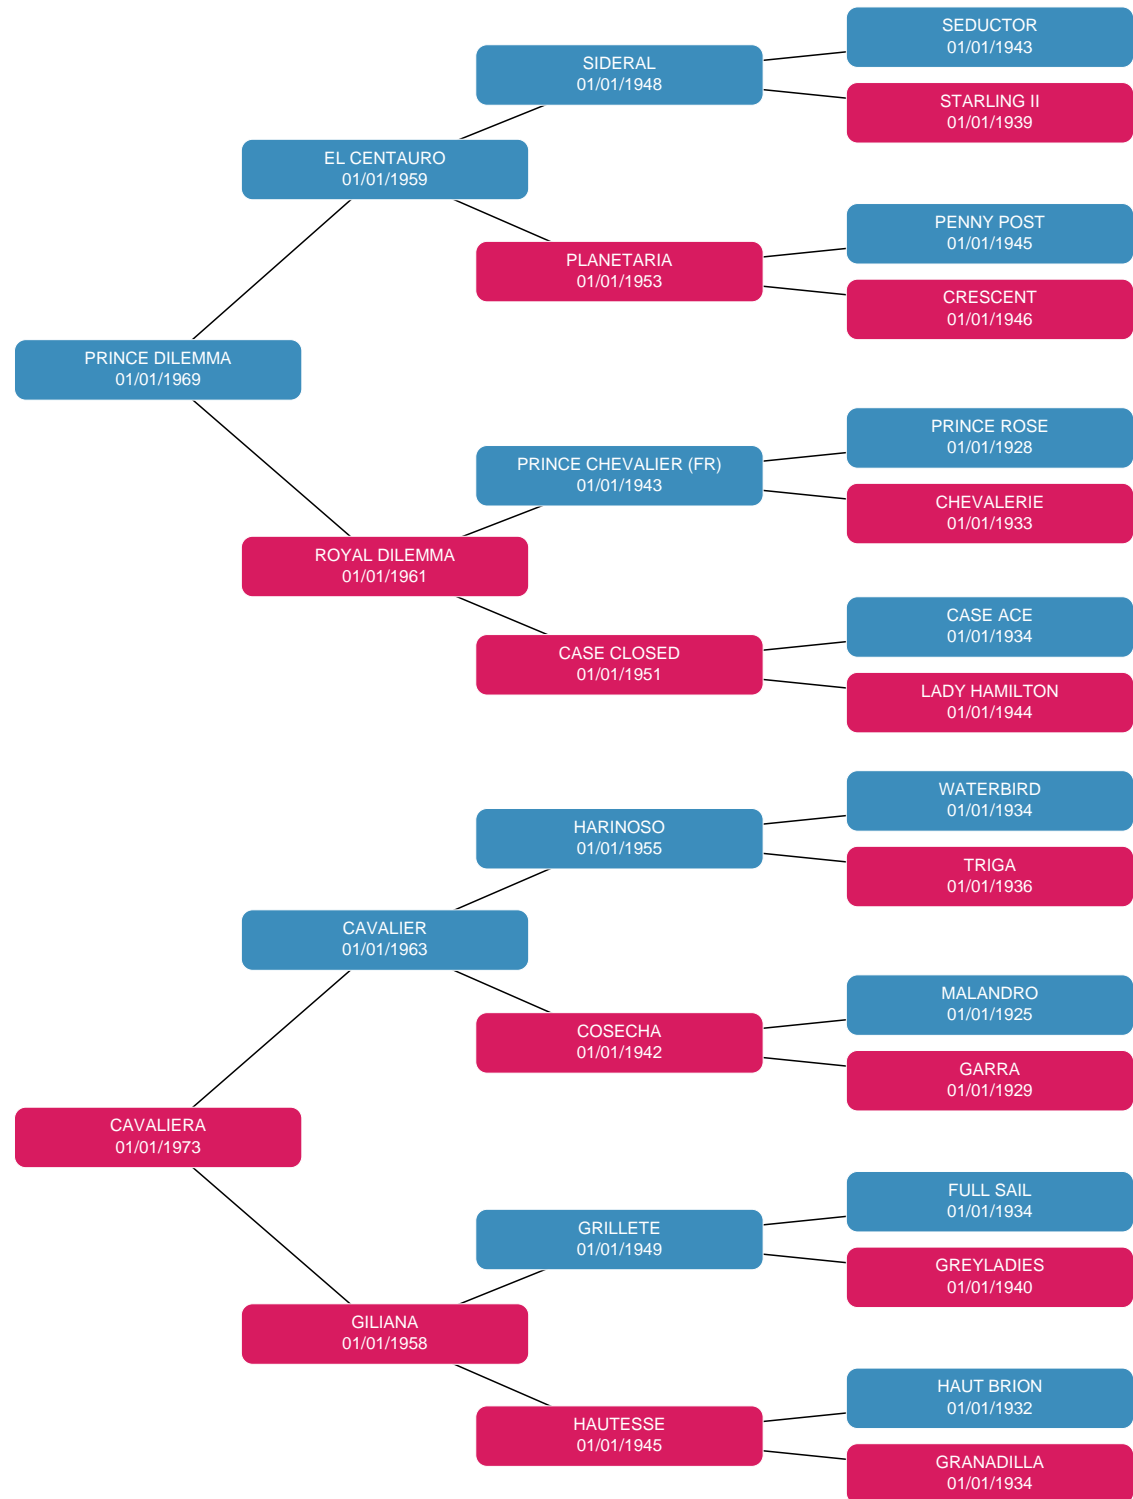 SEDUCTOR
01/01/1943
SIDERAL
01/01/1948
STARLING II
01/01/1939
EL CENTAURO
01/01/1959
PENNY POST
01/01/1945
PLANETARIA
01/01/1953
CRESCENT
01/01/1946
PRINCE DILEMMA
01/01/1969
PRINCE ROSE
01/01/1928
PRINCE CHEVALIER (FR)
01/01/1943
CHEVALERIE
01/01/1933
ROYAL DILEMMA
01/01/1961
CASE ACE
01/01/1934
CASE CLOSED
01/01/1951
LADY HAMILTON
01/01/1944
WATERBIRD
01/01/1934
HARINOSO
01/01/1955
TRIGA
01/01/1936
CAVALIER
01/01/1963
MALANDRO
01/01/1925
COSECHA
01/01/1942
GARRA
01/01/1929
CAVALIERA
01/01/1973
FULL SAIL
01/01/1934
GRILLETE
01/01/1949
GREYLADIES
01/01/1940
GILIANA
01/01/1958
HAUT BRION
01/01/1932
HAUTESSE
01/01/1945
GRANADILLA
01/01/1934